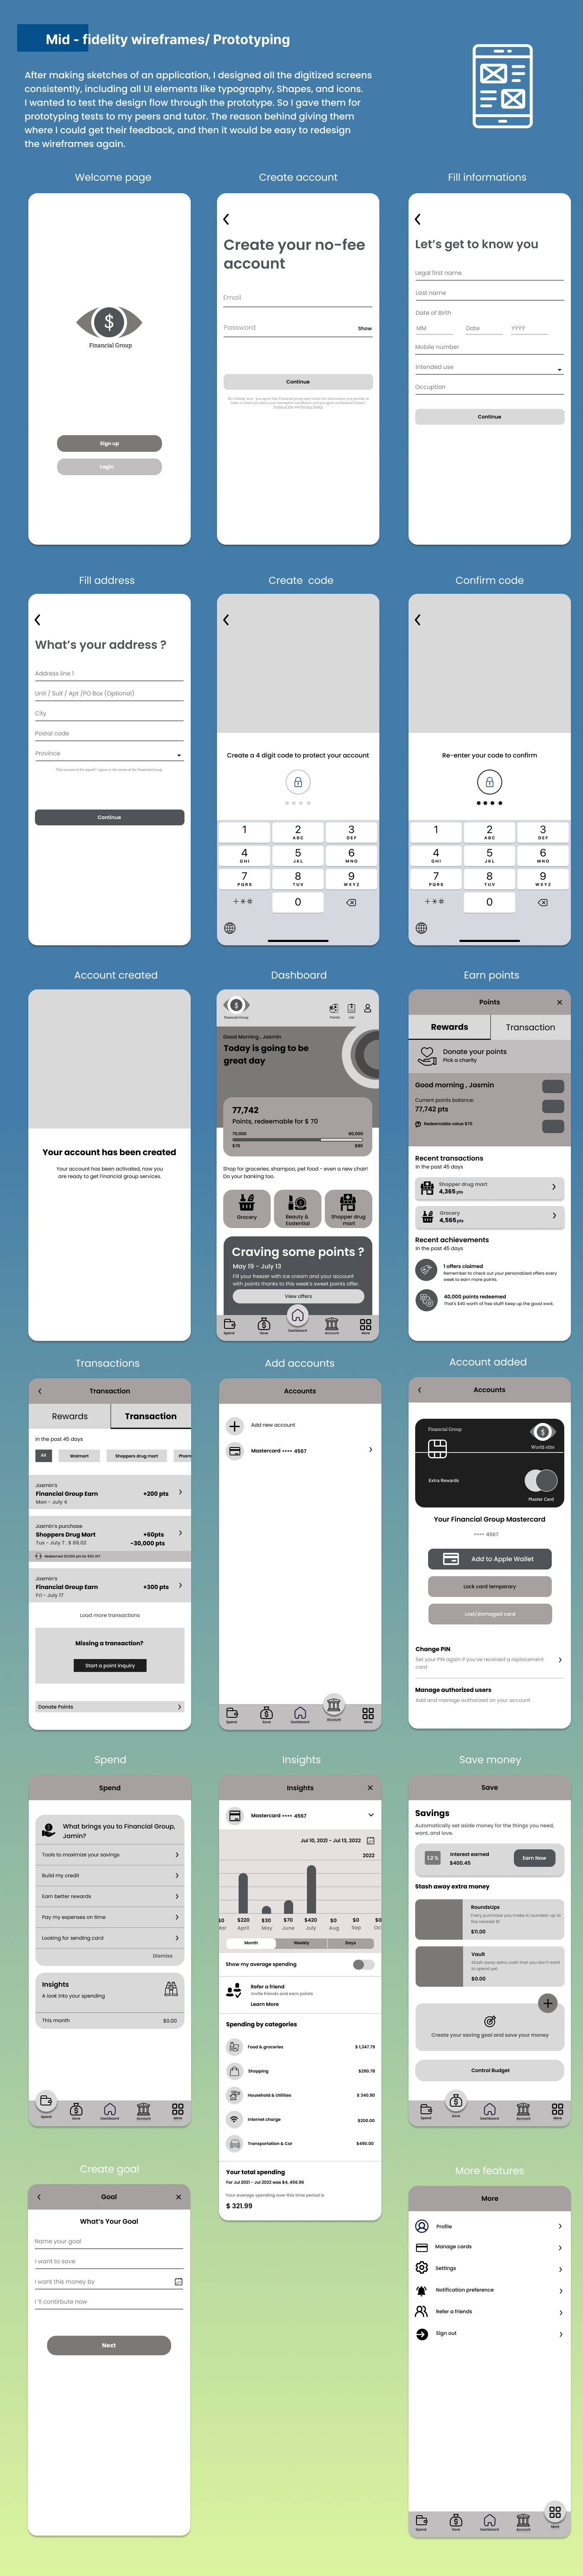 Mid - fidelity wireframes/ Prototyping
After making sketches of an application, I designed all the digitized screens
consistently, including all UI elements like typography, Shapes, and icons.
I wanted to test the design flow through the prototype. So I gave them for
prototyping tests to my peers and tutor. The reason behind giving them
where I could get their feedback, and then it would be easy to redesign
the wireframes again.
Welcome page
$
Financial Group
Sign up
Login
Create account
Create your no-fee
account
Email
Password Show
Continue
Terms of Use and Privacy Policy
Fill informations
Let's get to know you
Legal first name
Last name
Date of Birth
MM Date YYYY
Mobile number
Intended use
Occuption
Continue
Fill address
What's your address ?
Address line 1
Unit / Suit / Apt /PO Box (Optional)
City
Postal code
Province
Continue
Create code
Create a 4 digit code to protect your account
1 2 3
ABC DEF
4 5 6
GHI JKL MNO
7 8 9
PQRS TUV WXYZ
+*# 0
Confirm code
Re-enter your code to confirm
1 2 3
ABC DEF
4 5 6
GHI JKL MNO
7 8 9
PQRS TUV WXYZ
+*# 0
Account created
Your account has been created
Your account has been activated, now you
are ready to get Financial group services.
Dashboard
$
Financial Group
Points List
Good Morning , Jasmin
Today is going to be
great day
77,742
Points, redeemable for $ 70
70,000 80,000
$70 $80
Shop for groceries, shampoo, pet food - even a new chair!
Do your banking too.
Grocery
Beauty &
Esstential
Shopper drug
mart
Craving some points ?
May 19 - July 13
Fill your freezer with ice cream and your account
with points thanks to this week's sweet points offer.
View offers
Spend Save Dashboard Account More
Earn points
Points
Rewards Transaction
Donate your points
Pick a charity
Good morning , Jasmin
Current points balance:
77,742 pts
Redeemable value $70
Recent transactions
In the past 45 days
Shopper drug mart
4,365 pts
Grocery
4,565 pts
Recent achievements
In the past 45 days
1 offers claimed
Remember to check out your personalized offers every
week to earn more points.
40,000 points redeemed
That's $40 worth of free stuff! Keep up the good work.
Transactions
Transaction
Rewards Transaction
In the past 45 days
All Walmart Shoppers drug mart Pharm
Jasmin's
Financial Group Earn +200 pts
Mon - July 4
Jasmin's purchase
Shoppers Drug Mart +60pts
Tus - July 7 . $ 89.02 -30,000 pts
Redeemed 30,000 pts for $30 OFF
Jasmin's
Financial Group Earn +300 pts
Fri - July 17
Load more transactions
Missing a transaction?
Start a point inquiry
Donate Points
Add accounts
Accounts
Add new account
Mastercard •••• 4567
Spend Save Dashboard Account More
Account added
Accounts
Financial Group
$
World elite
Extra Rewards
Master Card
Your Financial Group Mastercard
•••• 4567
Add to Apple Wallet
Lock card temparary
Lost/damaged card
Change PIN
Set your PIN again if you've received a replacement
card
Manage authorized users
Add and manage authorized on your account
Spend
Spend
What brings you to Financial Group,
Jamin?
Tools to maximize your savings
Build my credit
Earn better rewards
Pay my expenses on time
Looking for sending card
Dismiss
Insights
A look into your spending
This month $0.00
Spend Save Dashboard Account More
Insights
Insights
Mastercard •••• 4567
Jul 10, 2021 - Jul 13, 2022
2022
$0 $220 $30 $70 $420 $0 $0 $0
Mar April May June July Aug Sep Oct
Month Weekly Days
Show my average spending
Refer a friend
Invite friends and earn points
Learn More
Spending by categories
Food & groceries $ 1,347.79
Shopping $290.78
Household & Utilities $ 340.90
Internet charge $200.00
Transportation & Car $490.00
Your total spending
For Jul 2021 - Jul 2022 was $4, 456.96
Your average spending over this time period is
$ 321.99
Save money
Save
Savings
Automatically set aside money for the things you need,
want, and love.
1.2 % Interest earned
$400.45
Earn Now
Stash away extra money
RoundsUps
Every purchase you make is rounded-up to
the nearest $1
$11.00
Vault
Stash away extra cash that you don't want
to spend yet.
$0.00
Create your saving goal and save your money
Control Budget
Spend Save Dashboard Account More
Create goal
Goal
What's Your Goal
Name your goal
I want to save
I want this money by
I 'll contirbute now
Next
More features
More
Profile
Manage cards
Settings
Notification preference
Refer a friends
Sign out
Spend Save Dashboard Account More